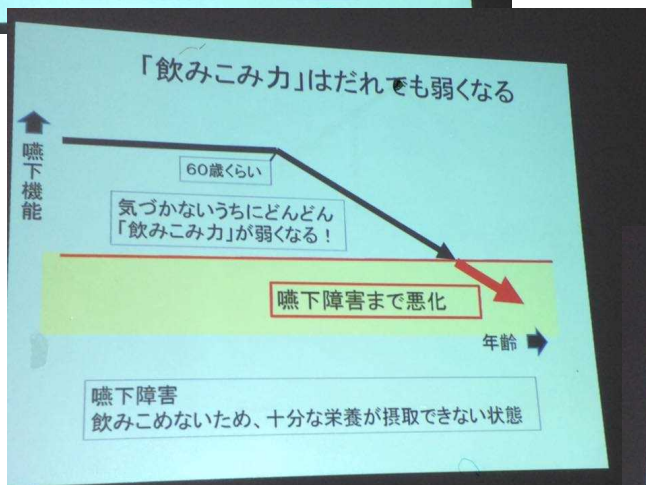 「飲みこみ力」はだれでも弱くなる
嚥下機能
60歳くらい
気づかないうちにどんどん
「飲みこみ力」が弱くなる！
嚥下障害まで悪化
年齢
嚥下障害
飲みこめないため、十分な栄養が摂取できない状態